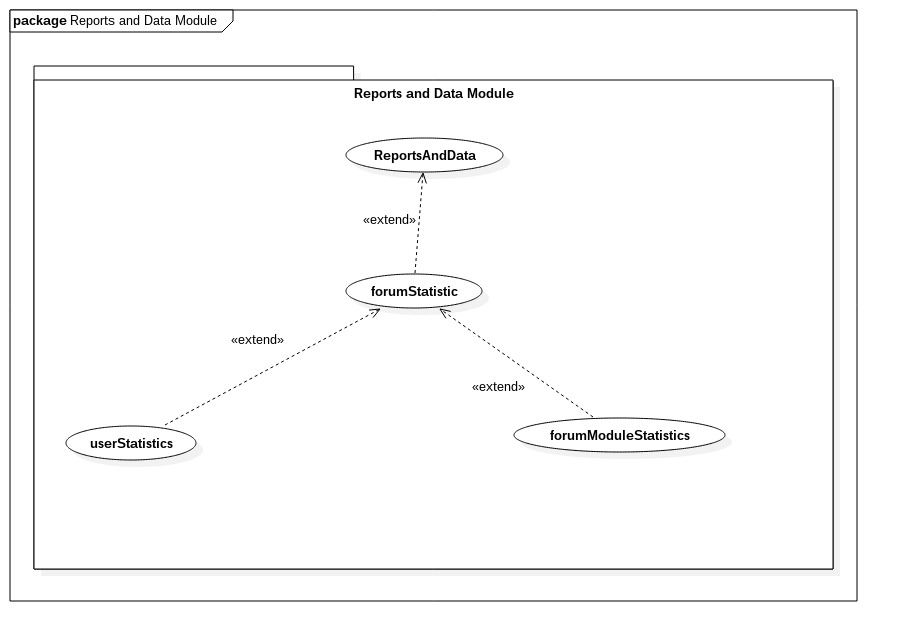 package Reports and Data Module
Reports and Data Module
ReportsAndData
«extend»
forumStatistic
«extend»
«extend»
forumModuleStatistics
userStatistics